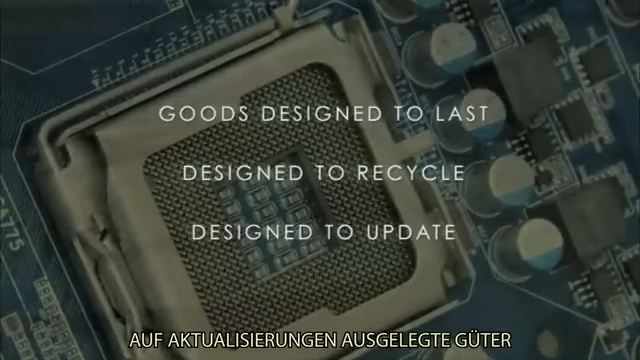 GOODS DESIGNED TO LAST
DESIGNED TO RECYCLE
DESIGNED TO UPDATE
AUF AKTUALISIERUNGEN AUSGELEGTE GÜTER